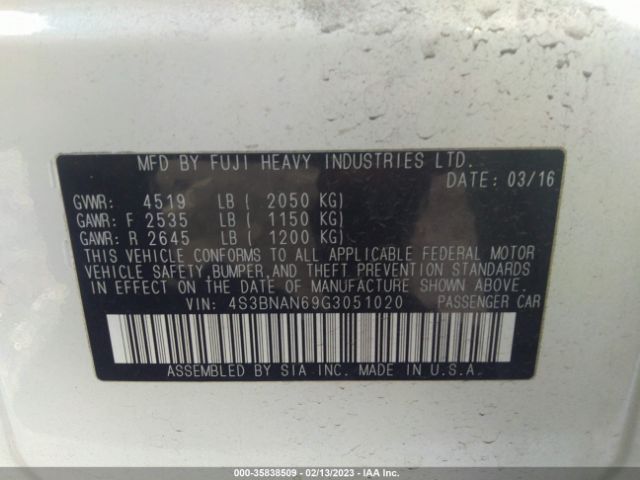 MFD BY FUJI HEAVY INDUSTRIES LTD.
DATE: 03/16
GVWR: 4519 LB ( 2050 KG)
GAWR: F 2535 LB ( 1150 KG)
GAWR: R 2645 LB ( 1200 KG)
THIS VEHICLE CONFORMS TO ALL APPLICABLE FEDERAL MOTOR
VEHICLE SAFETY, BUMPER, AND THEFT PREVENTION STANDARDS
IN EFFECT ON THE DATE OF MANUFACTURE SHOWN ABOVE.
VIN: 4S3BNAN69G3051020 PASSENGER CAR
ASSEMBLED BY SIA INC. MADE IN U.S.A.
000-35838509 - 02/13/2023 - IAA Inc.